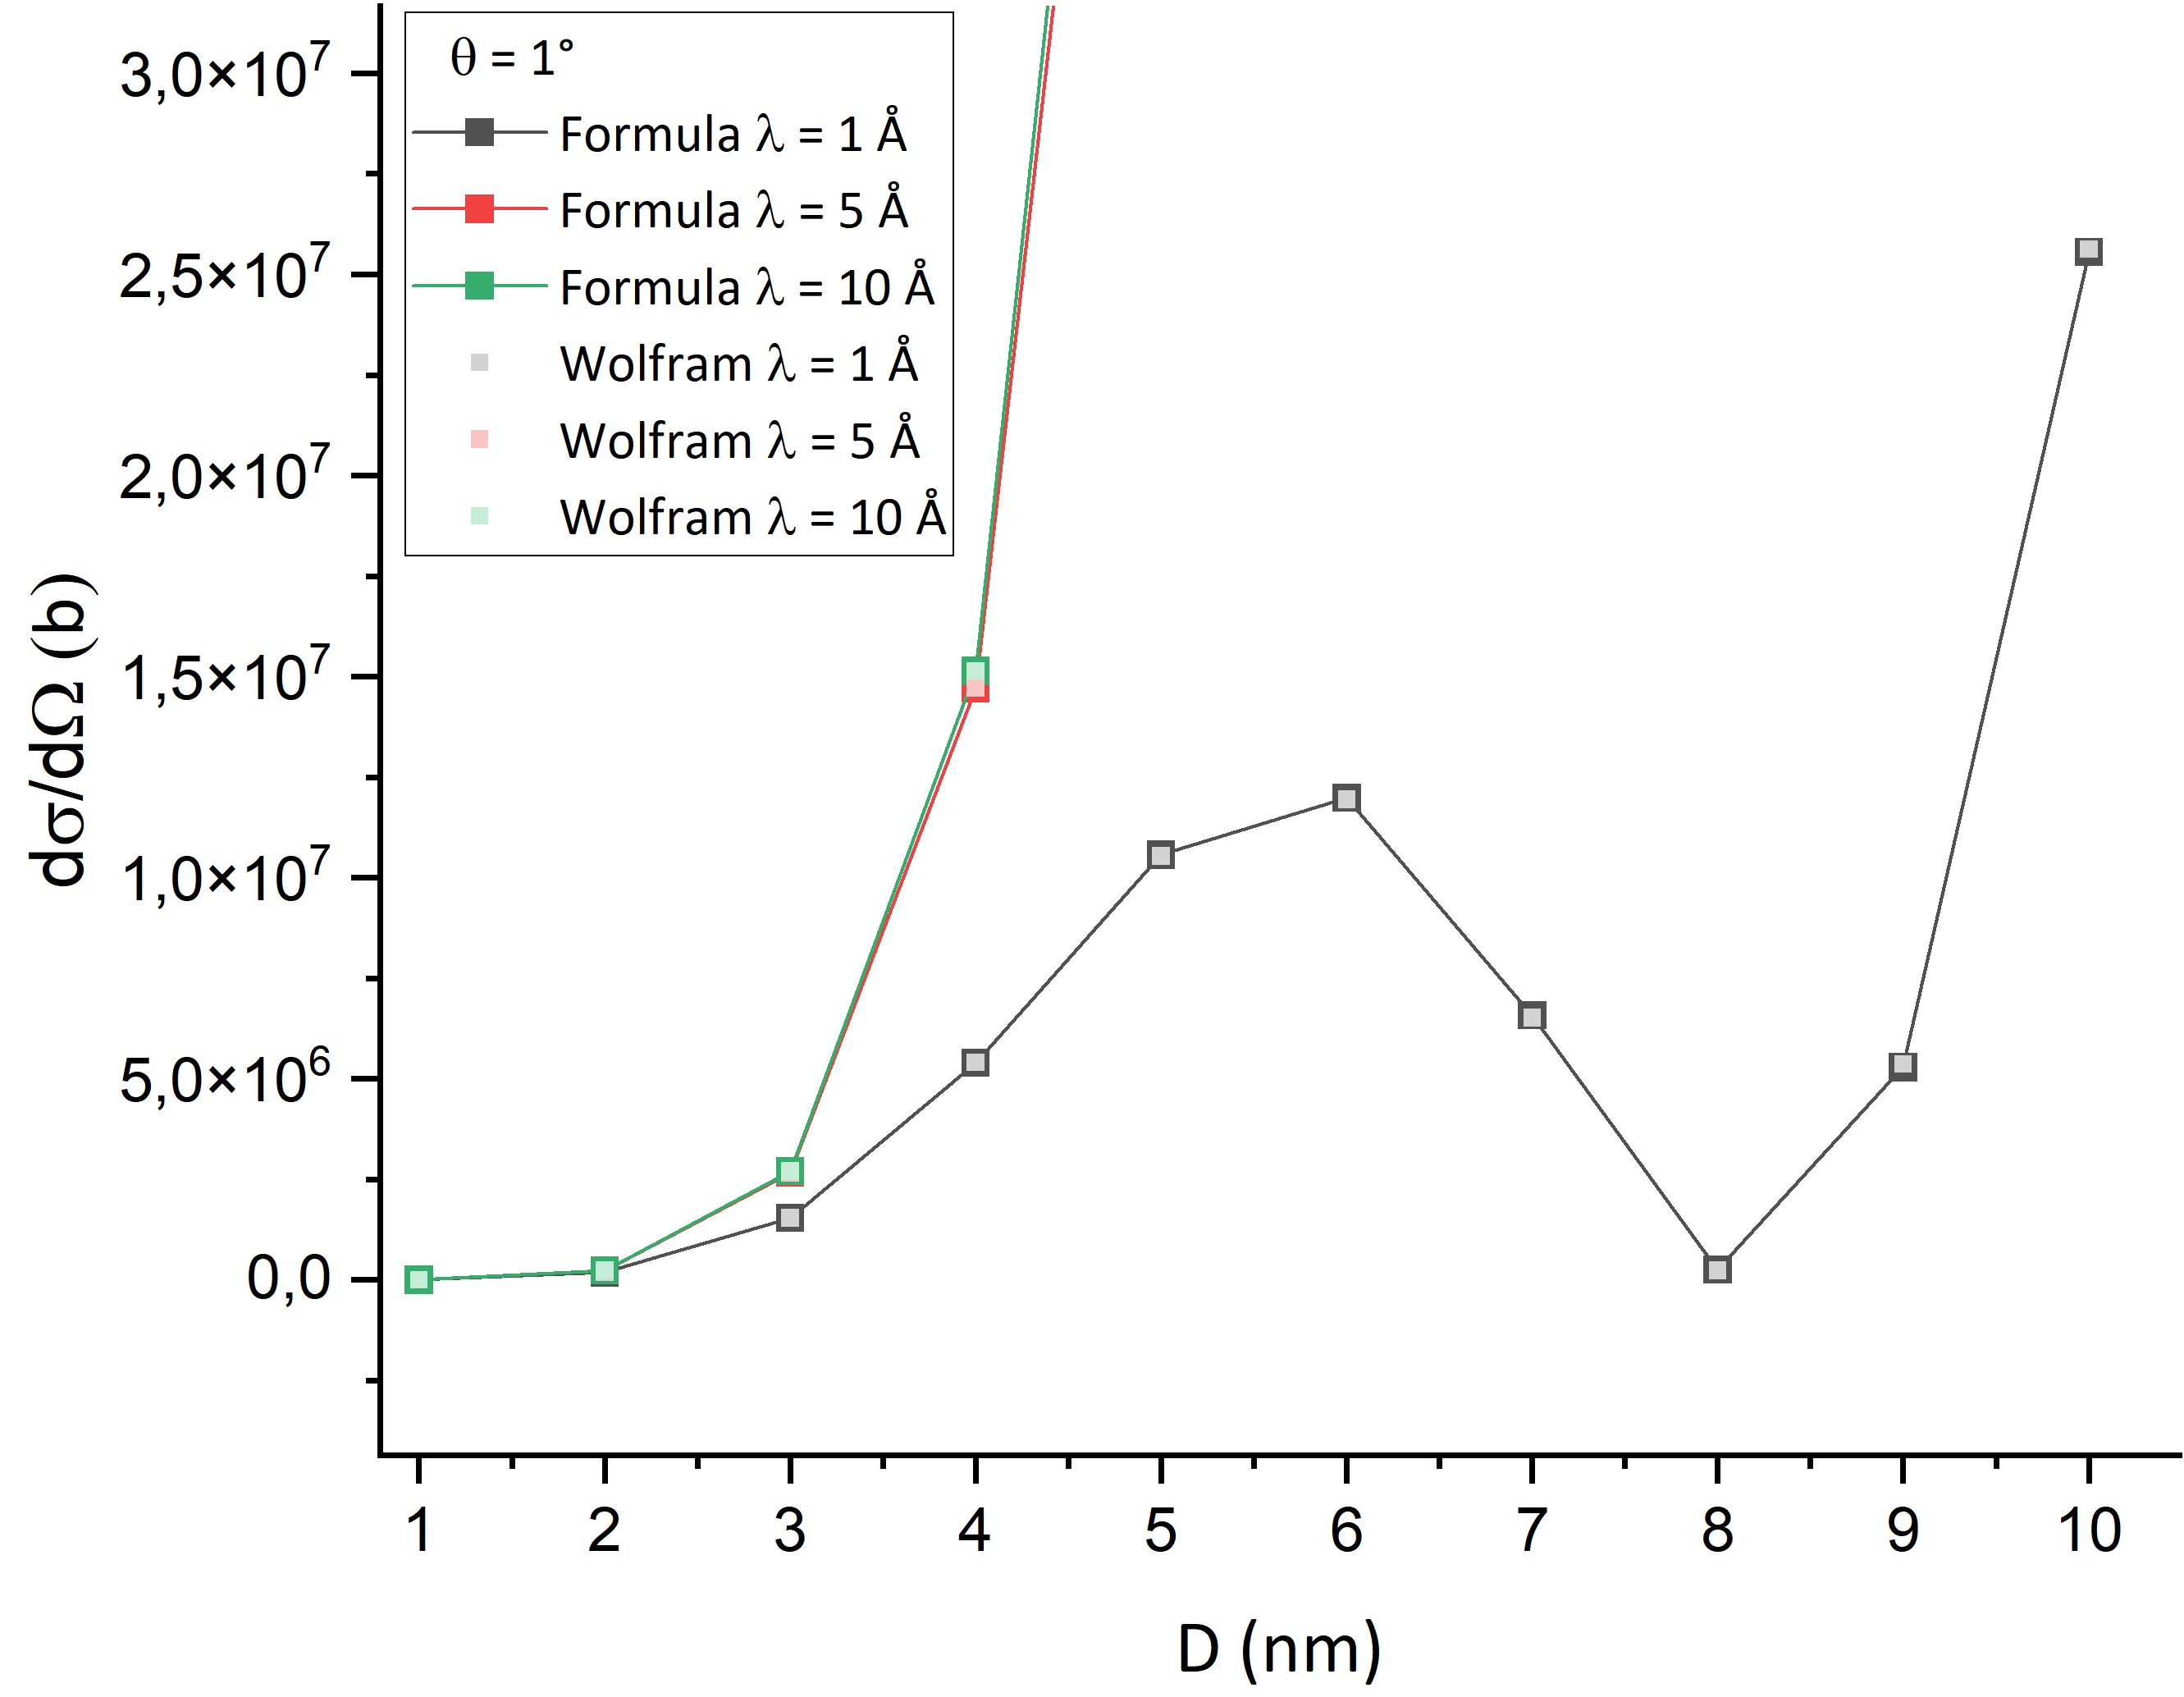 θ = 1°
Formula λ = 1 Å
Formula λ = 5 Å
Formula λ = 10 Å
Wolfram λ = 1 Å
Wolfram λ = 5 Å
Wolfram λ = 10 Å
3,0×10⁷
2,5×10⁷
2,0×10⁷
1,5×10⁷
1,0×10⁷
5,0×10⁶
0,0
dσ/dΩ (b)
1 2 3 4 5 6 7 8 9 10
D (nm)